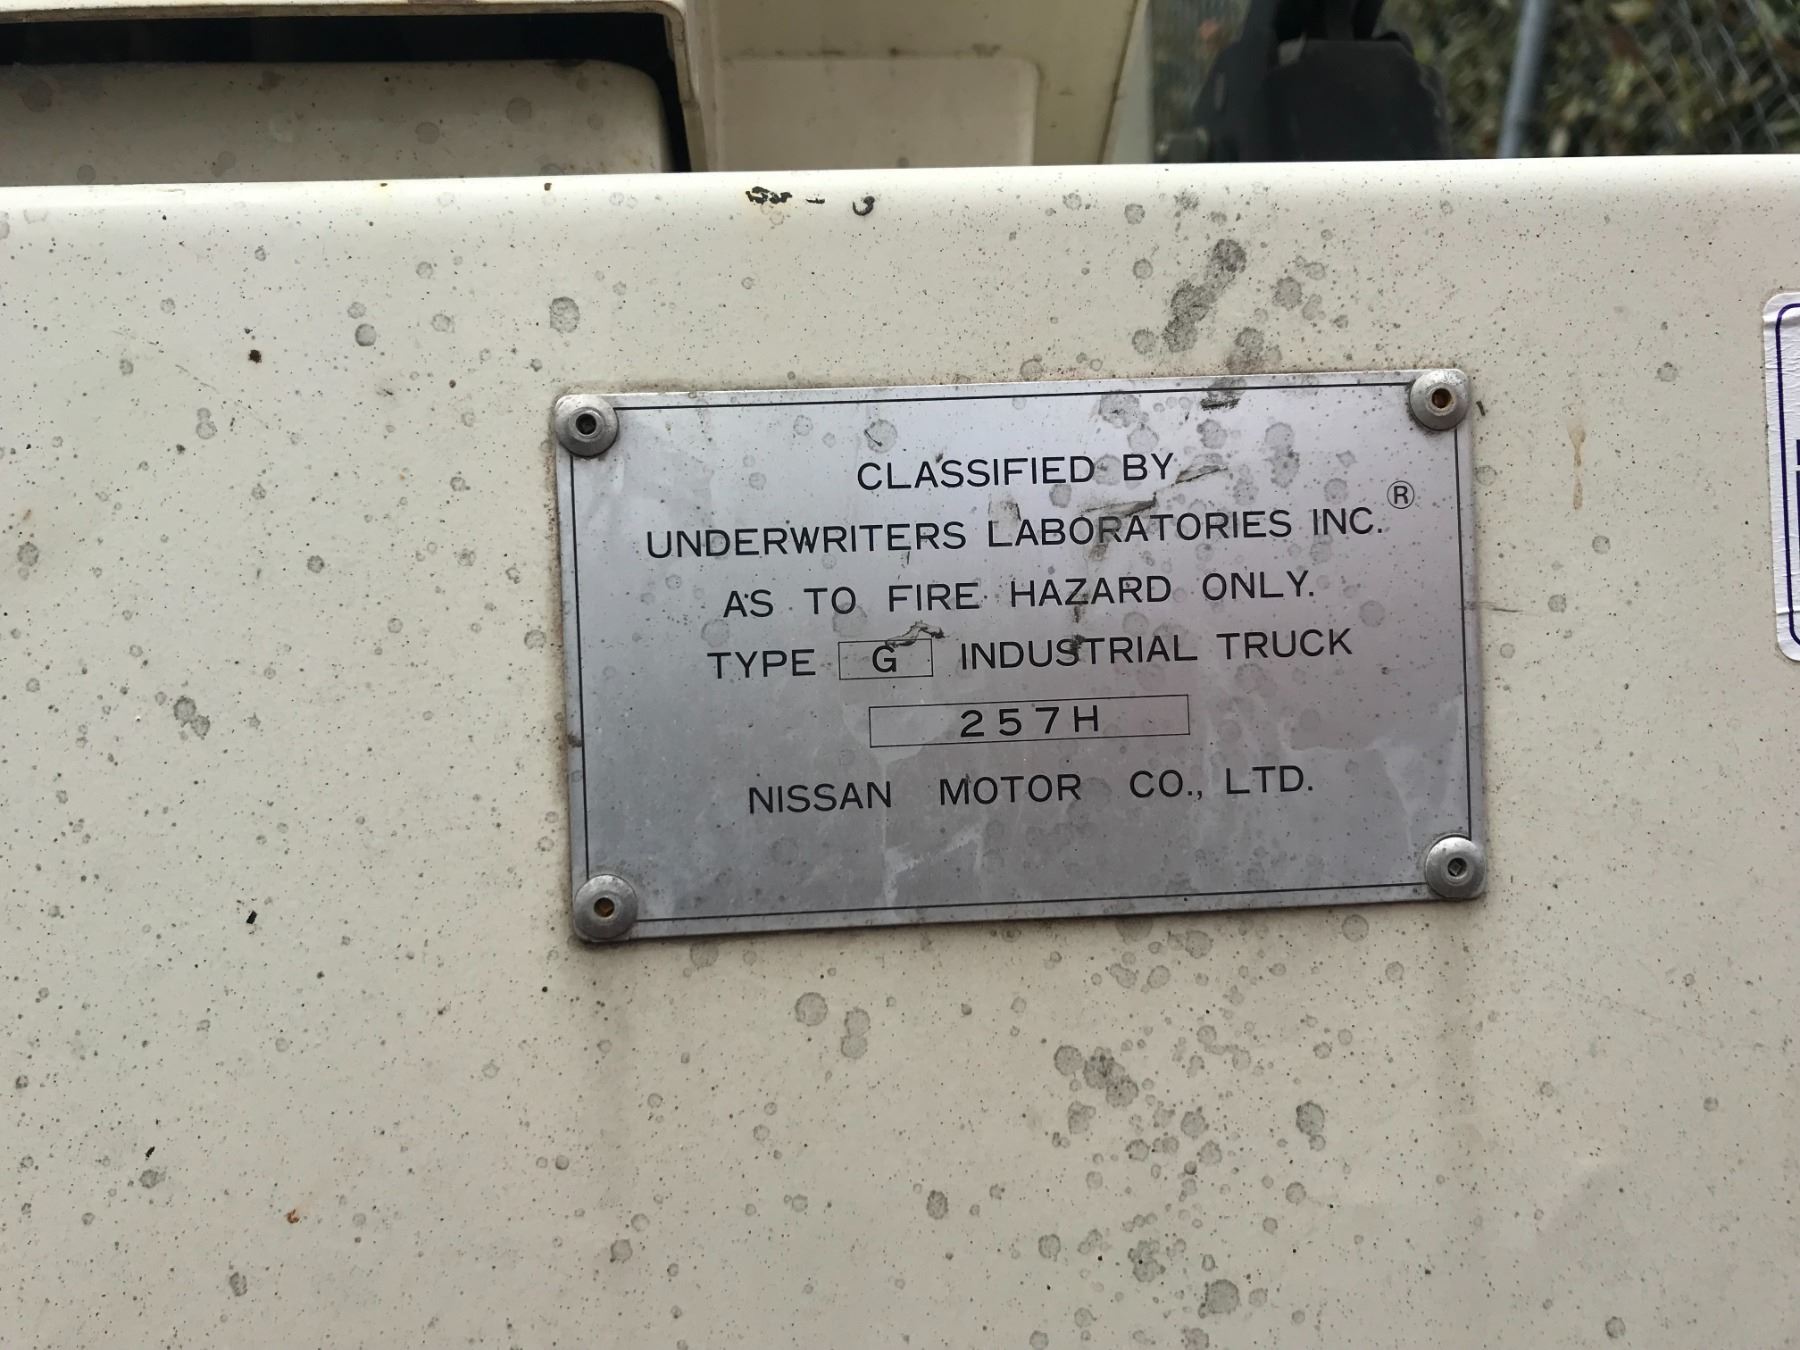 CLASSIFIED BY
UNDERWRITERS LABORATORIES INC.®
AS TO FIRE HAZARD ONLY.
TYPE G INDUSTRIAL TRUCK
257H
NISSAN MOTOR CO., LTD.